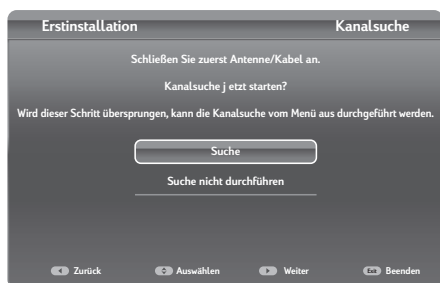 Erstinstallation Kanalsuche
Schließen Sie zuerst Antenne/Kabel an.
Kanalsuche j etzt starten?
Wird dieser Schritt übersprungen, kann die Kanalsuche vom Menü aus durchgeführt werden.
Suche
Suche nicht durchführen
Zurück Auswählen Weiter Exit Beenden